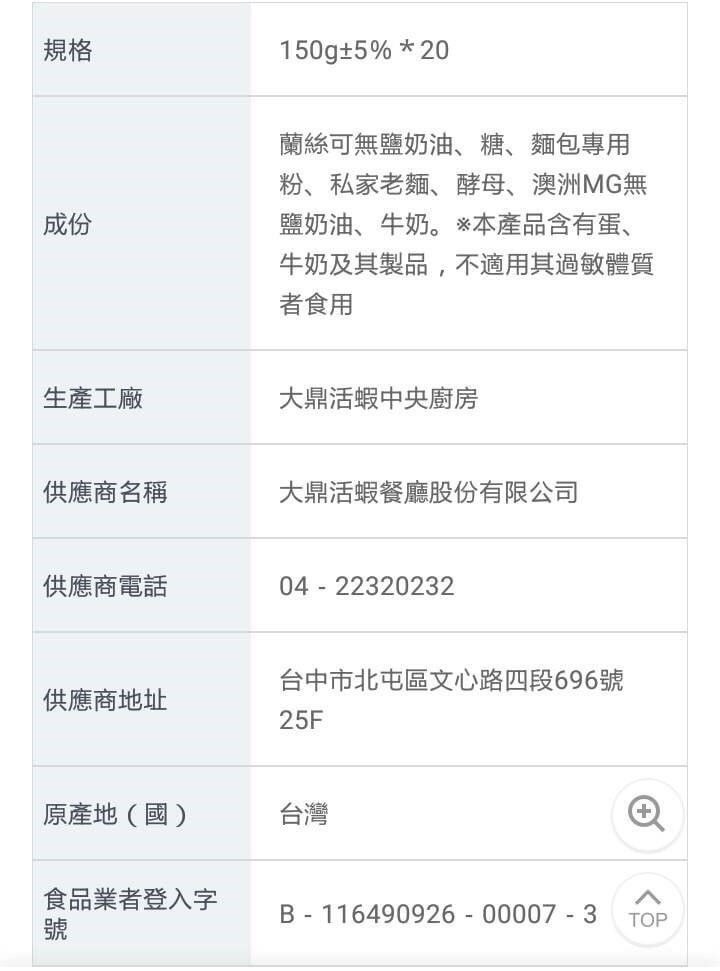 規格
150g±5% * 20
成份
蘭絲可無鹽奶油、糖、麵包專用
粉、私家老麵、酵母、澳洲MG無
鹽奶油、牛奶。※本產品含有蛋、
牛奶及其製品，不適用其過敏體質
者食用
生產工廠
大鼎活蝦中央廚房
供應商名稱
大鼎活蝦餐廳股份有限公司
供應商電話
04 - 22320232
供應商地址
台中市北屯區文心路四段696號
25F
原產地（國）
台灣
食品業者登入字
號
B - 116490926 - 00007 - 3
TOP